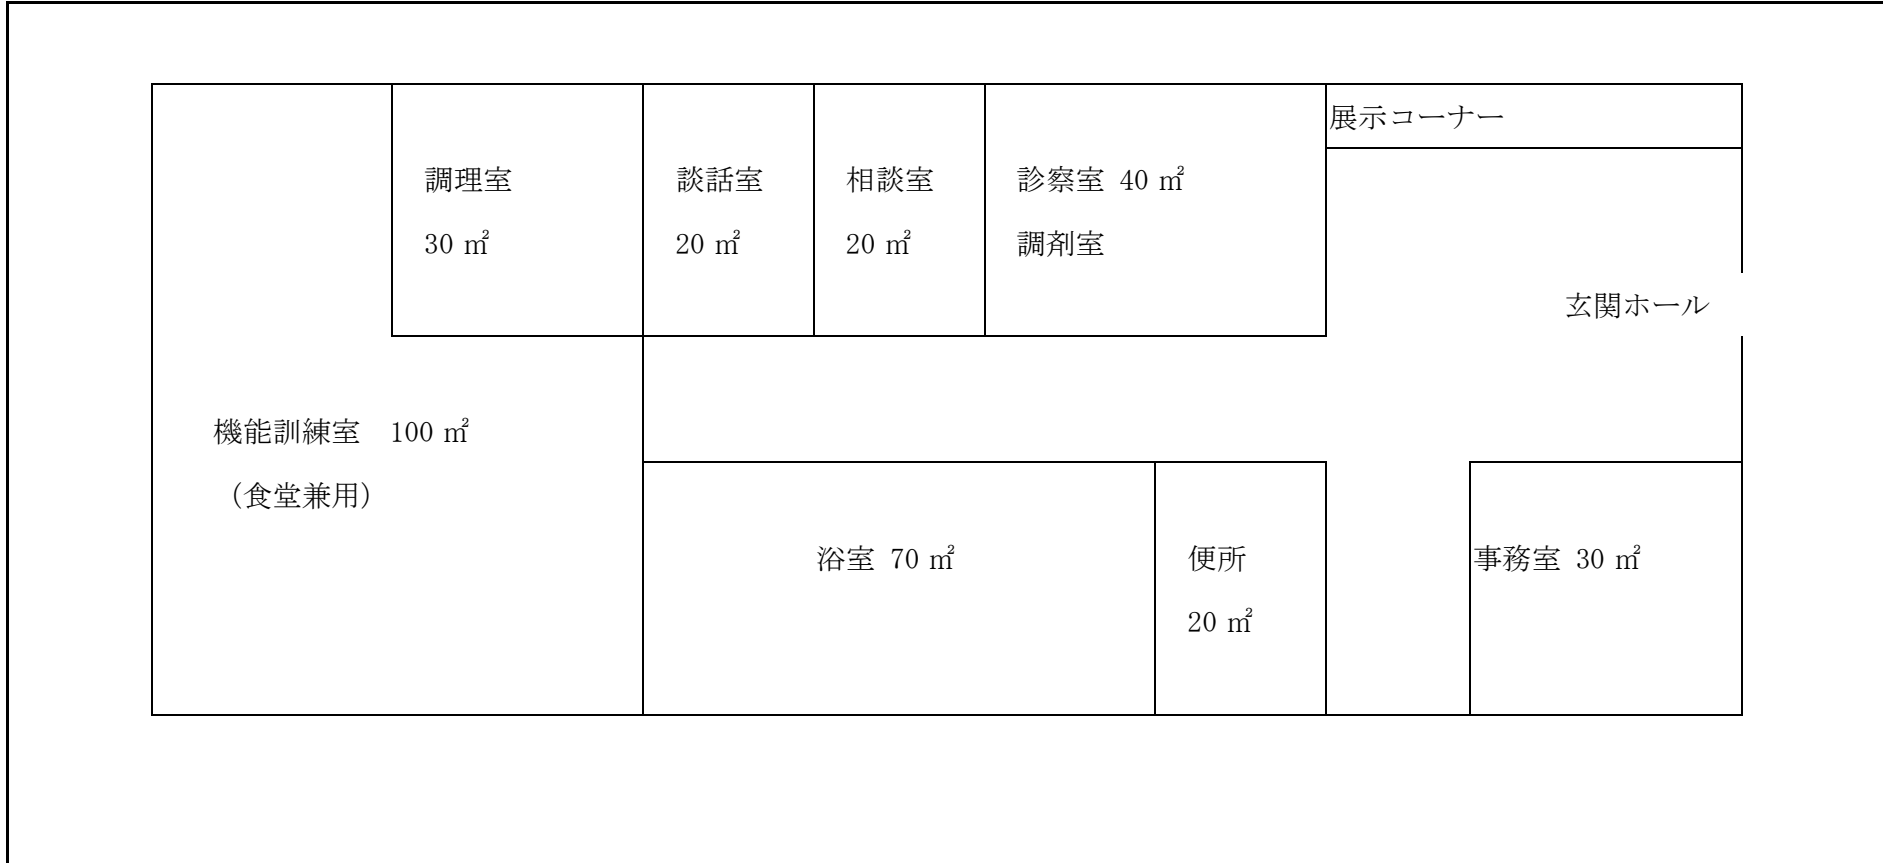 展示コーナー
調理室
30 ㎡
談話室
20 ㎡
相談室
20 ㎡
診察室 40 ㎡
調剤室
玄関ホール
機能訓練室　100 ㎡
（食堂兼用）
浴室 70 ㎡
便所
20 ㎡
事務室 30 ㎡